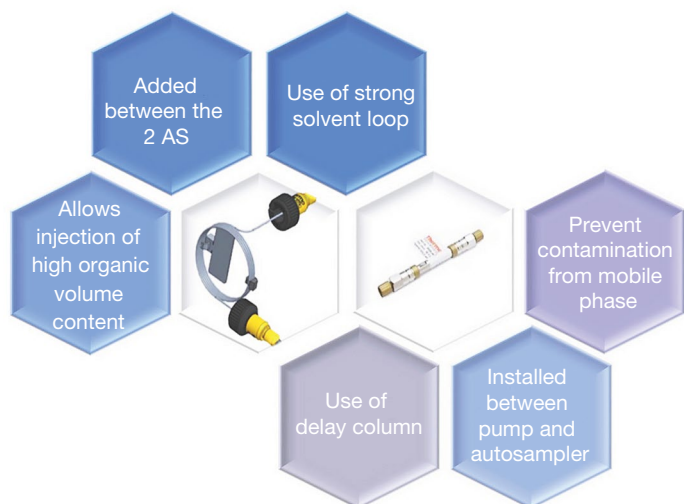 Added
between the
2 AS
Use of strong
solvent loop
Allows
injection of
high organic
volume
content
Prevent
contamination
from mobile
phase
Use of
delay column
Installed
between
pump and
autosampler